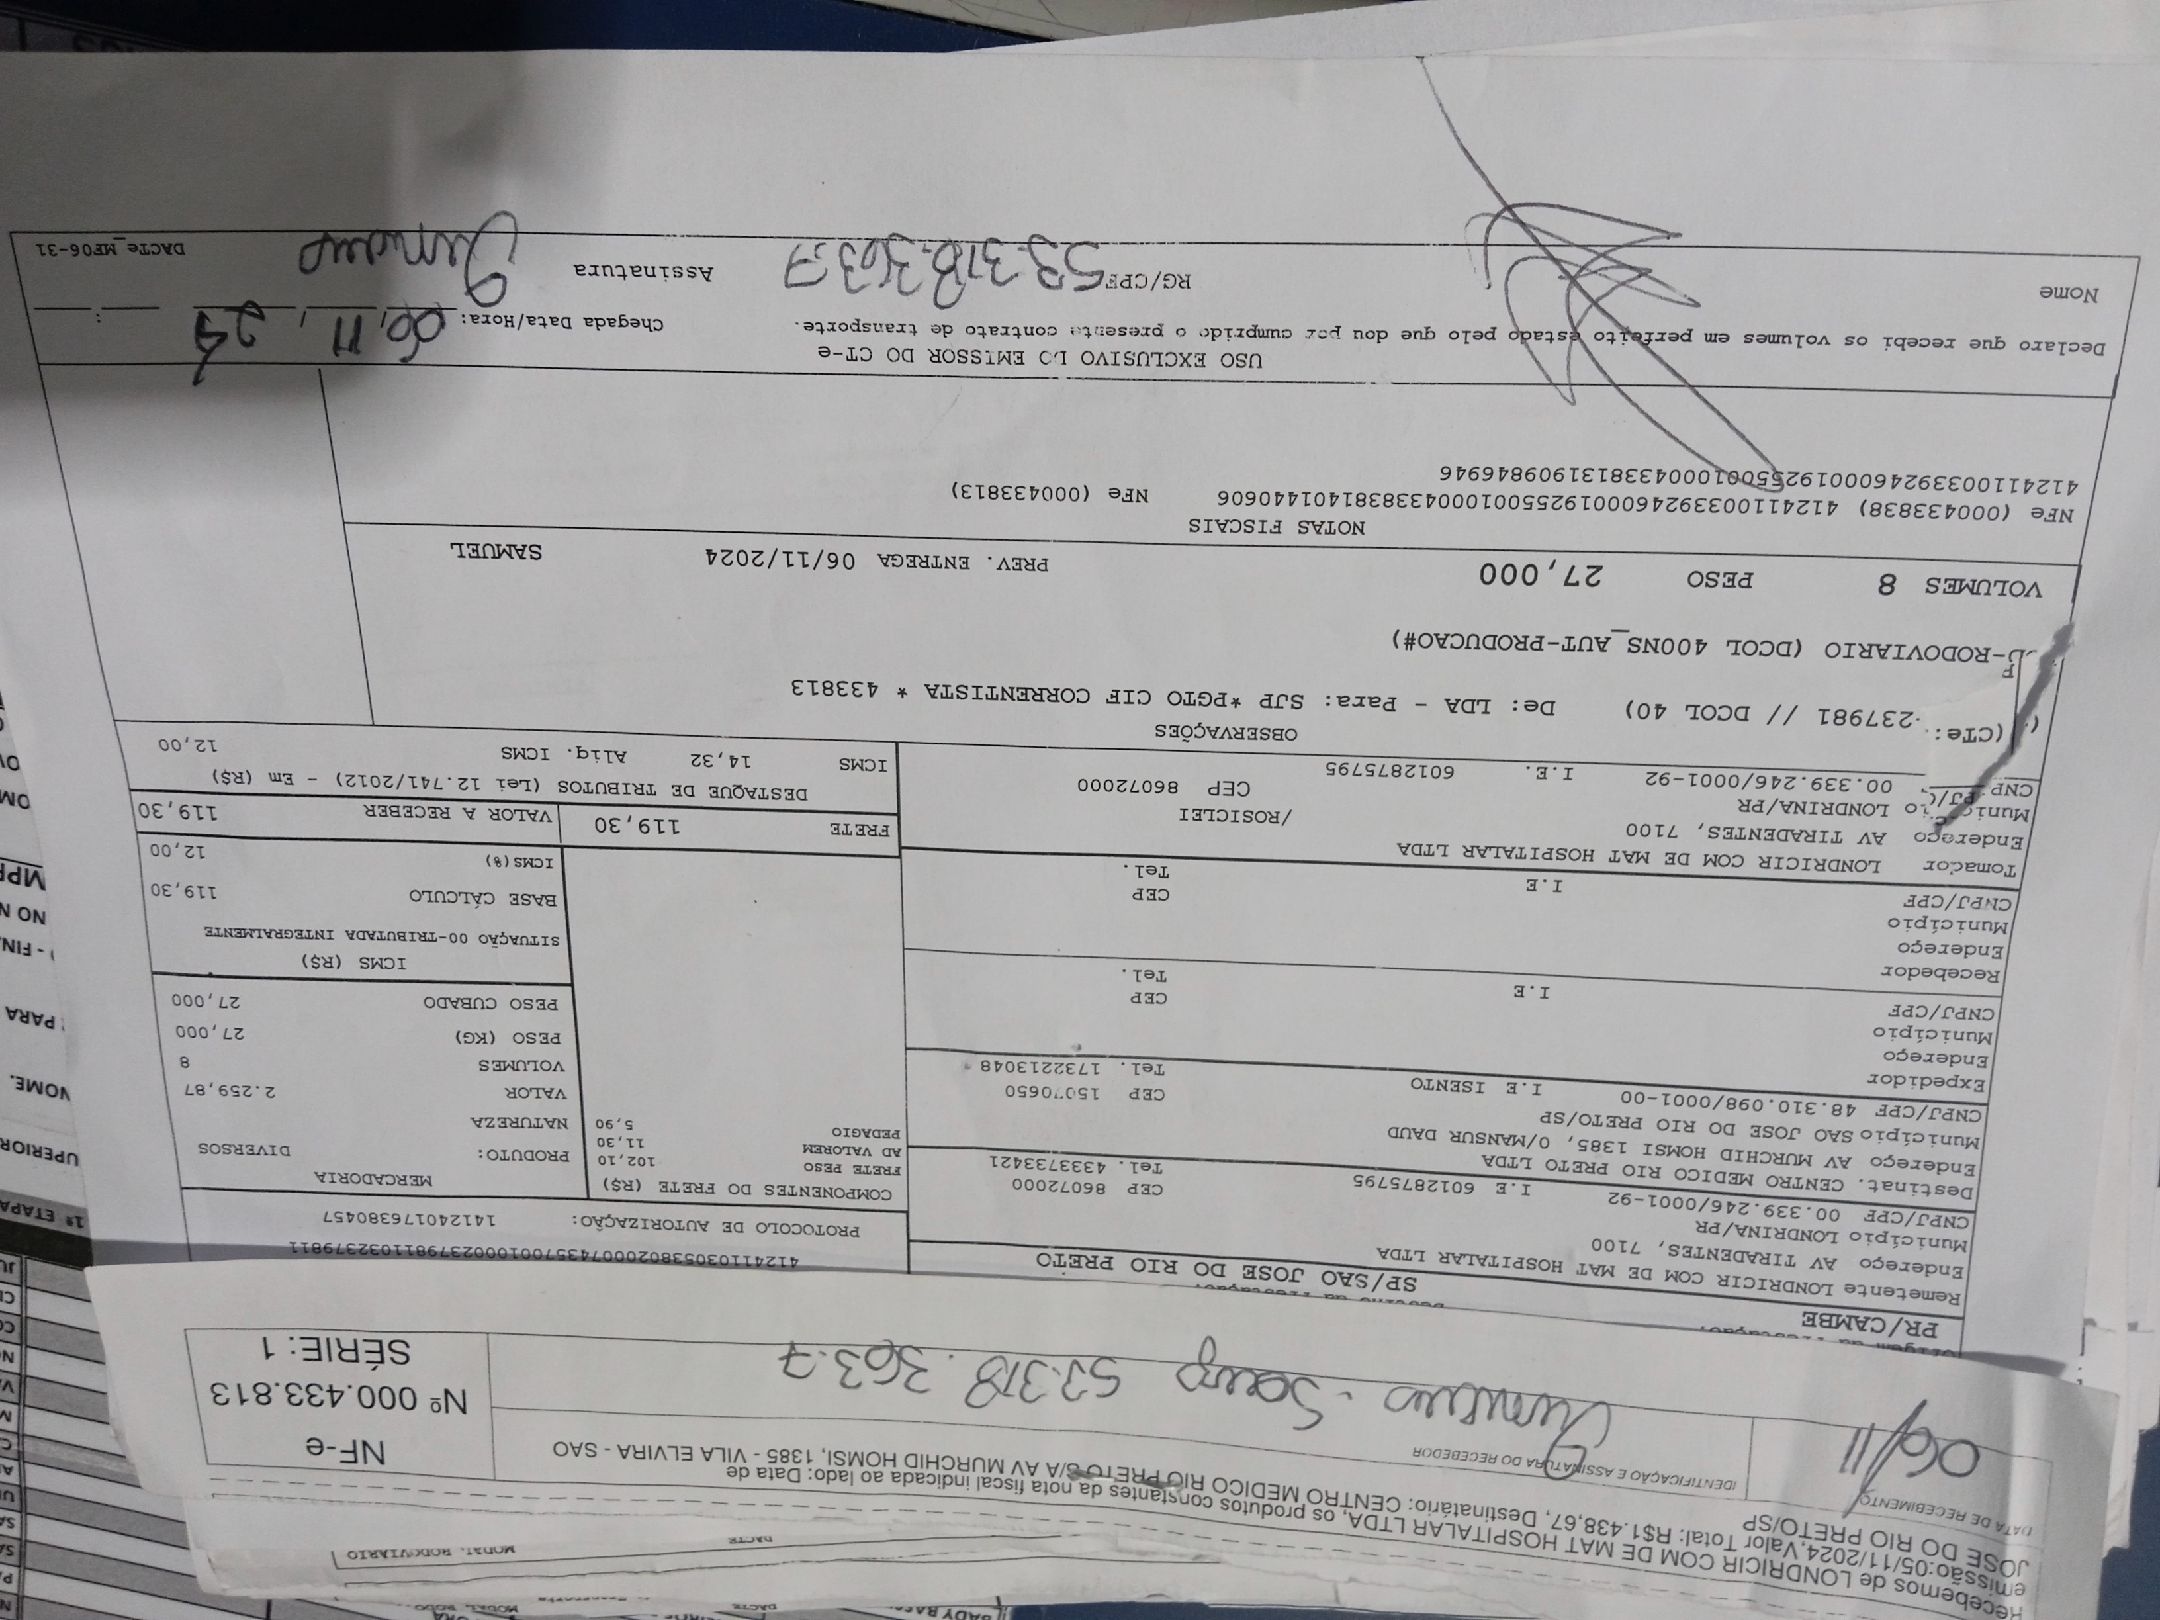 Recebemos de LONDRICIR COM DE MAT HOSPITALAR LTDA, os produtos constantes da nota fiscal indicada ao lado: Data de
emissão:05/11/2024,Valor Total: R$1.438,67, Destinatário: CENTRO MEDICO RIO PRETO S/A AV MURCHID HOMSI, 1385 - VILA ELVIRA - SAO
JOSE DO RIO PRETO/SP
DATA DE RECEBIMENTO
06/11
IDENTIFICAÇÃO E ASSINATURA DO RECEBEDOR
53.318.363.7
NF-e
Nº 000.433.813
SÉRIE: 1
PR/CAMBE
SP/SAO JOSE DO RIO PRETO
Remetente LONDRICIR COM DE MAT HOSPITALAR LTDA
Endereço AV TIRADENTES, 7100
Município LONDRINA/PR CEP 86072000
CNPJ/CPF 00.339.246/0001-92 I.E 6012875795 Tel. 4333733421
Destinat. CENTRO MEDICO RIO PRETO LTDA
Endereço AV MURCHID HOMSI 1385, 0/MANSUR DAUD
Município SAO JOSE DO RIO PRETO/SP CEP 15070650
CNPJ/CPF 48.310.098/0001-00 I.E ISENTO Tel. 1732213048
Expedidor
Endereço
Município CEP
CNPJ/CPF I.E Tel.
Recebedor
Endereço
Município CEP
CNPJ/CPF I.E Tel.
Tomador LONDRICIR COM DE MAT HOSPITALAR LTDA
Endereço AV TIRADENTES, 7100 /ROSICLEI
Município LONDRINA/PR CEP 86072000
00.339.246/0001-92 I.E. 6012875795
41241103053802000743570010002379811032379811
PROTOCOLO DE AUTORIZAÇÃO: 141240176380457
COMPONENTES DO FRETE (R$)
FRETE PESO 102,10
AD VALOREM 11,30
PEDAGIO 5,90
MERCADORIA
PRODUTO: DIVERSOS
NATUREZA
VALOR 2.259,87
VOLUMES 8
PESO (KG) 27,000
PESO CUBADO 27,000
ICMS (R$)
SITUAÇÃO 00-TRIBUTADA INTEGRALMENTE
BASE CÁLCULO 119,30
ICMS(%) 12,00
FRETE 119,30
VALOR A RECEBER 119,30
DESTAQUE DE TRIBUTOS (Lei 12.741/2012) - Em (R$)
ICMS 14,32 Aliq. ICMS 12,00
OBSERVAÇÕES
(CTe: 237981 // DCOL 40) De: LDA - Para: SJP *PGTO CIF CORRENTISTA * 433813
D-RODOVIARIO (DCOL 400NS_AUT-PRODUCAO#)
VOLUMES 8 PESO 27,000 PREV. ENTREGA 06/11/2024 SAMUEL
NOTAS FISCAIS
NFe (000433838) 41241100339246000192550010004338381401440606 NFe (000433813)
41241100339246000192550010004338131909846946
USO EXCLUSIVO DO EMISSOR DO CT-e
Declaro que recebi os volumes em perfeito estado pelo que dou por cumprido o presente contrato de transporte.
Chegada Data/Hora: 06, 11, 24 :
Nome
RG/CPF 53.318.363.7
Assinatura
DACTe_MF06-31